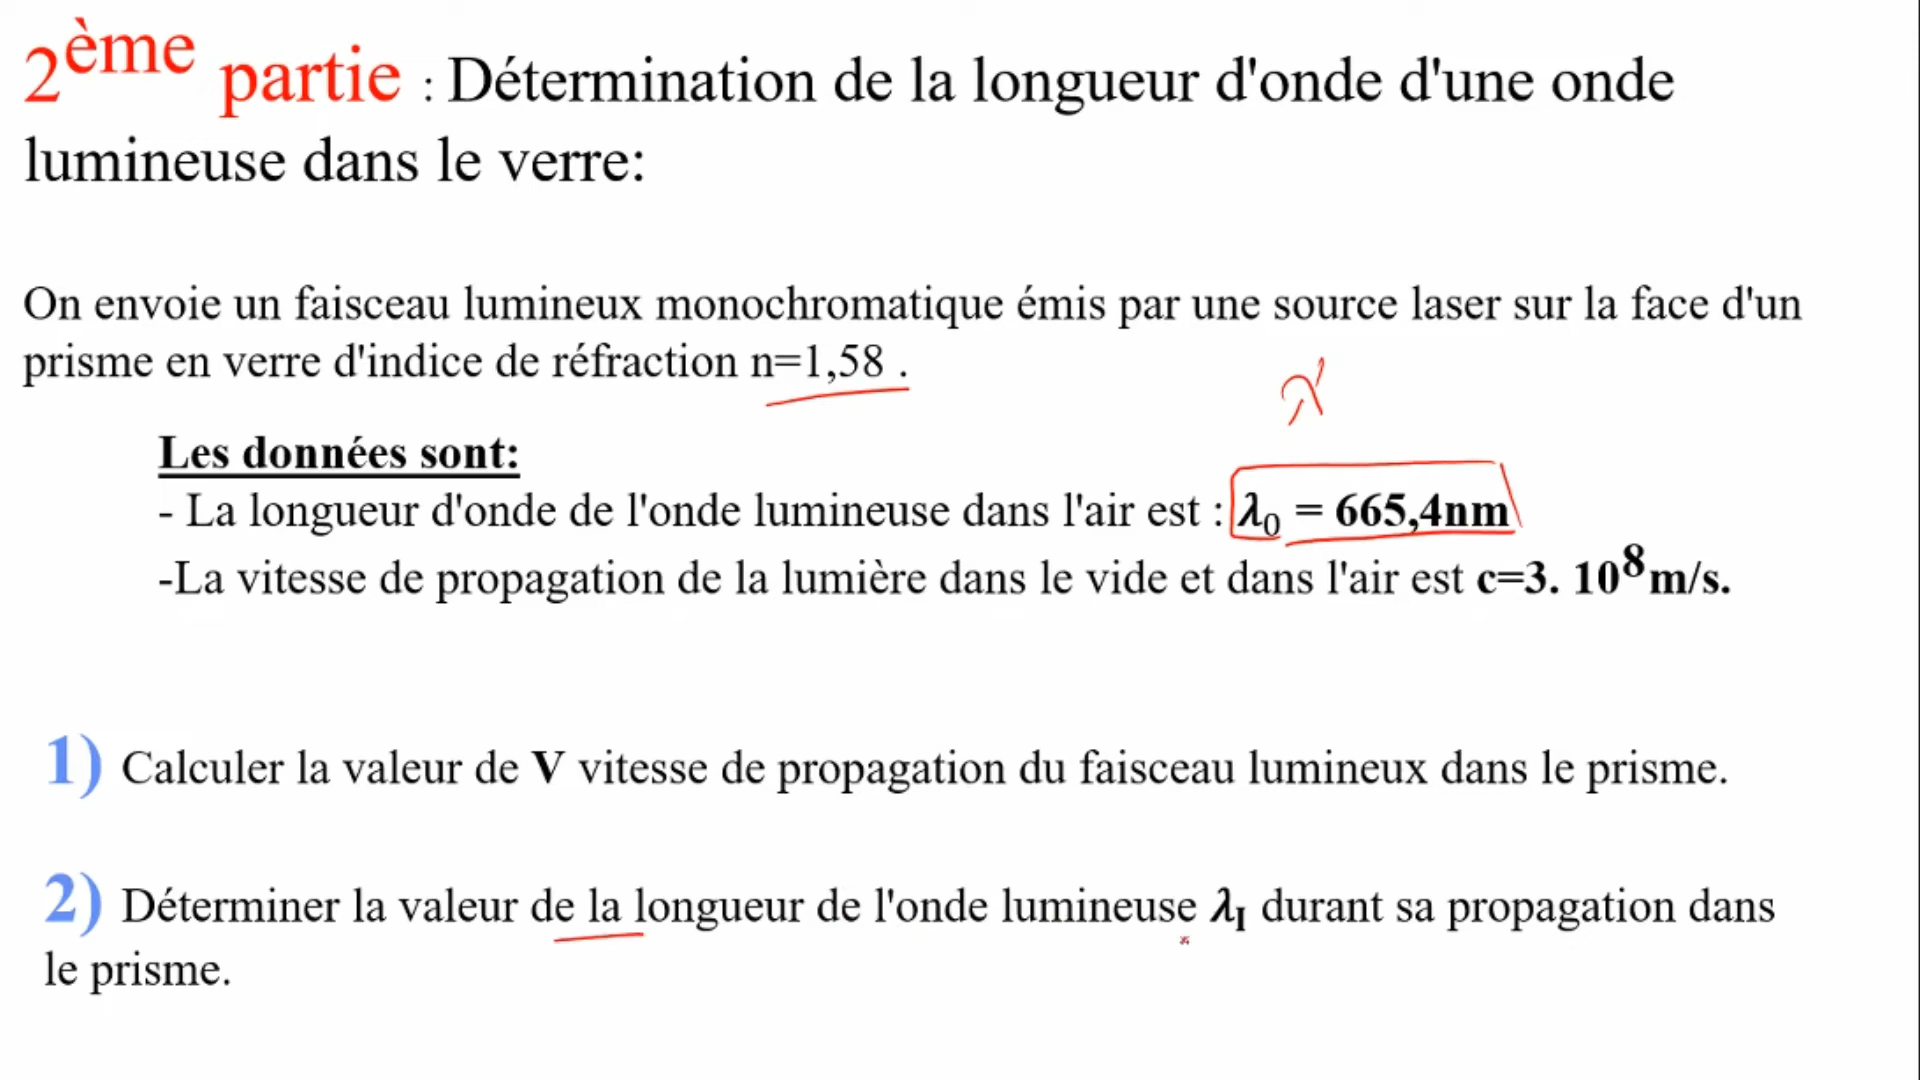 2ème partie : Détermination de la longueur d'onde d'une onde
lumineuse dans le verre:
On envoie un faisceau lumineux monochromatique émis par une source laser sur la face d'un
prisme en verre d'indice de réfraction n=1,58 .
λ'
Les données sont:
- La longueur d'onde de l'onde lumineuse dans l'air est : λ₀ = 665,4nm
-La vitesse de propagation de la lumière dans le vide et dans l'air est c=3. 10⁸m/s.
1) Calculer la valeur de V vitesse de propagation du faisceau lumineux dans le prisme.
2) Déterminer la valeur de la longueur de l'onde lumineuse λI durant sa propagation dans
le prisme.